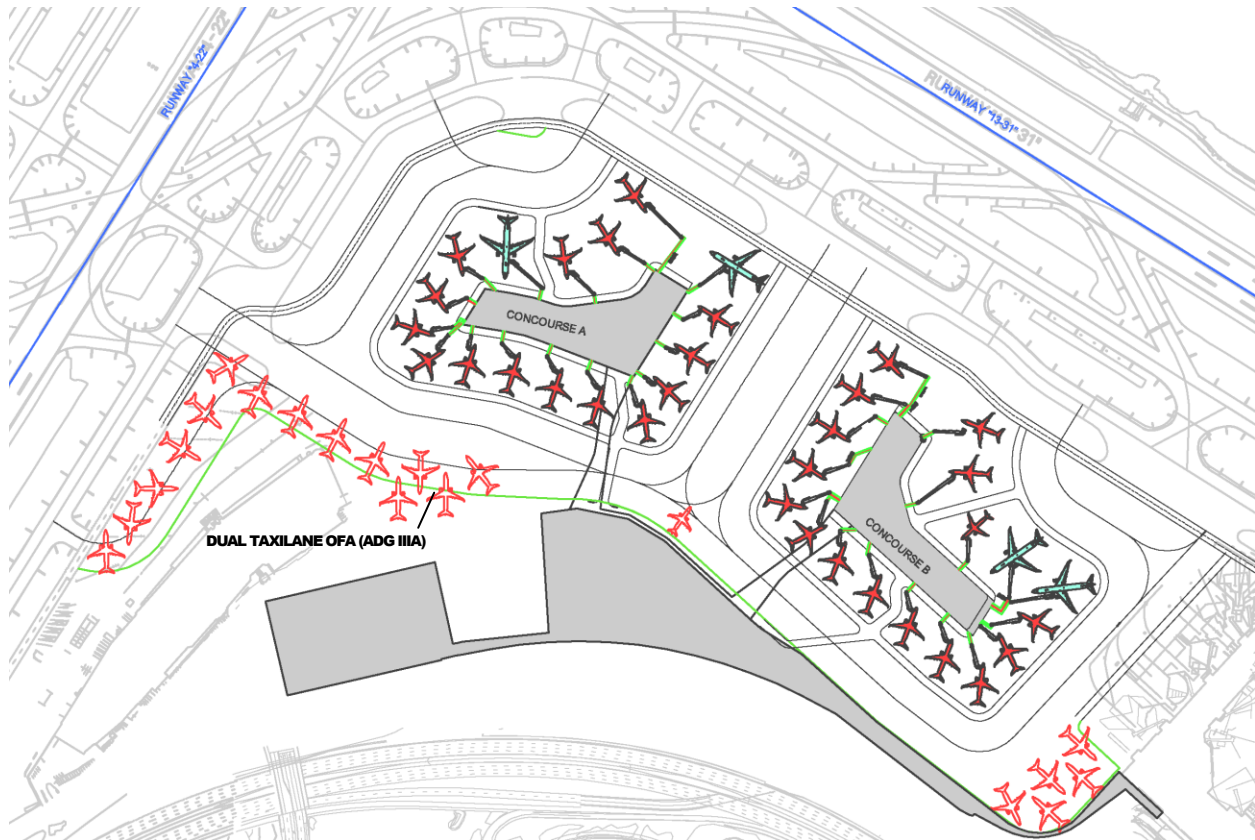 RUNWAY "4-22"
RUNWAY "13-31"
CONCOURSE A
DUAL TAXILANE OFA (ADG IIIA)
CONCOURSE B